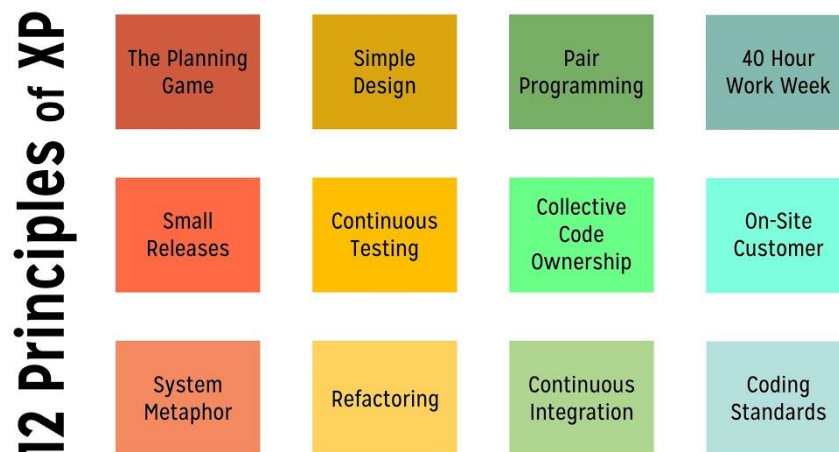 12 Principles of XP
The Planning
Game
Simple
Design
Pair
Programming
40 Hour
Work Week
Small
Releases
Continuous
Testing
Collective
Code
Ownership
On-Site
Customer
System
Metaphor
Refactoring
Continuous
Integration
Coding
Standards